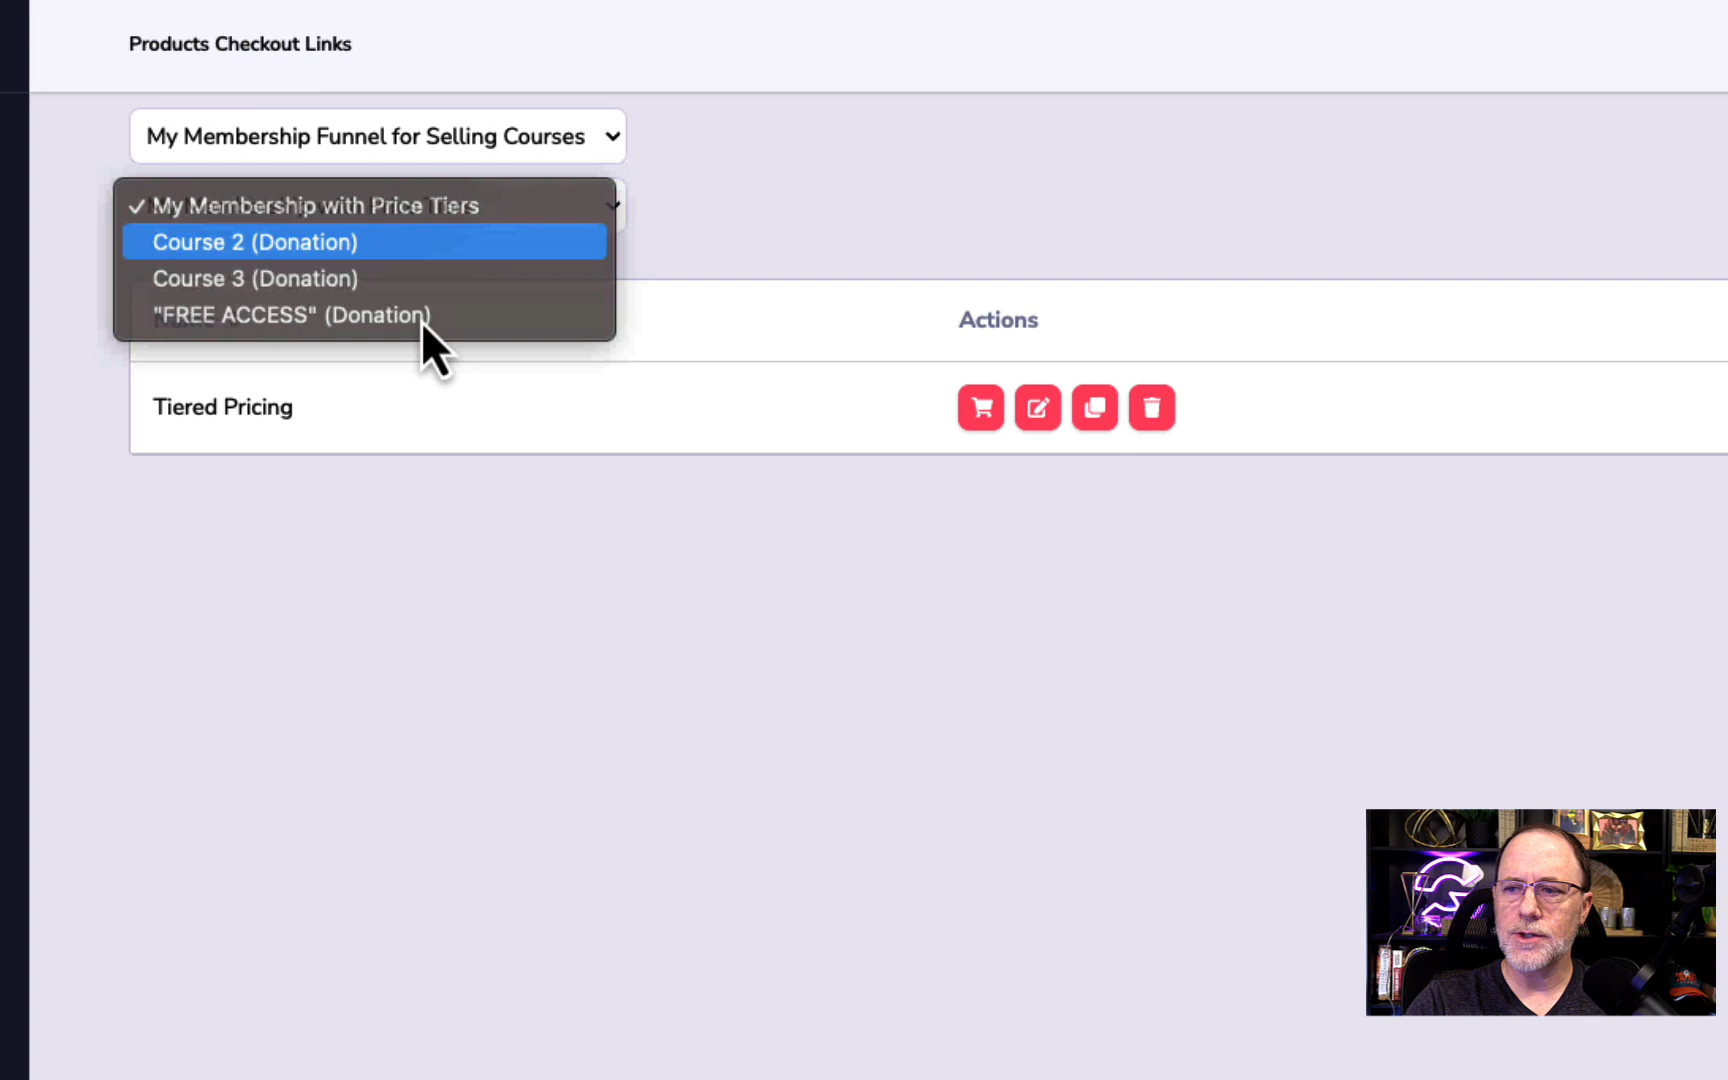 Products Checkout Links
My Membership Funnel for Selling Courses
✓ My Membership with Price Tiers
Course 2 (Donation)
Course 3 (Donation)
"FREE ACCESS" (Donation)
Actions
Tiered Pricing